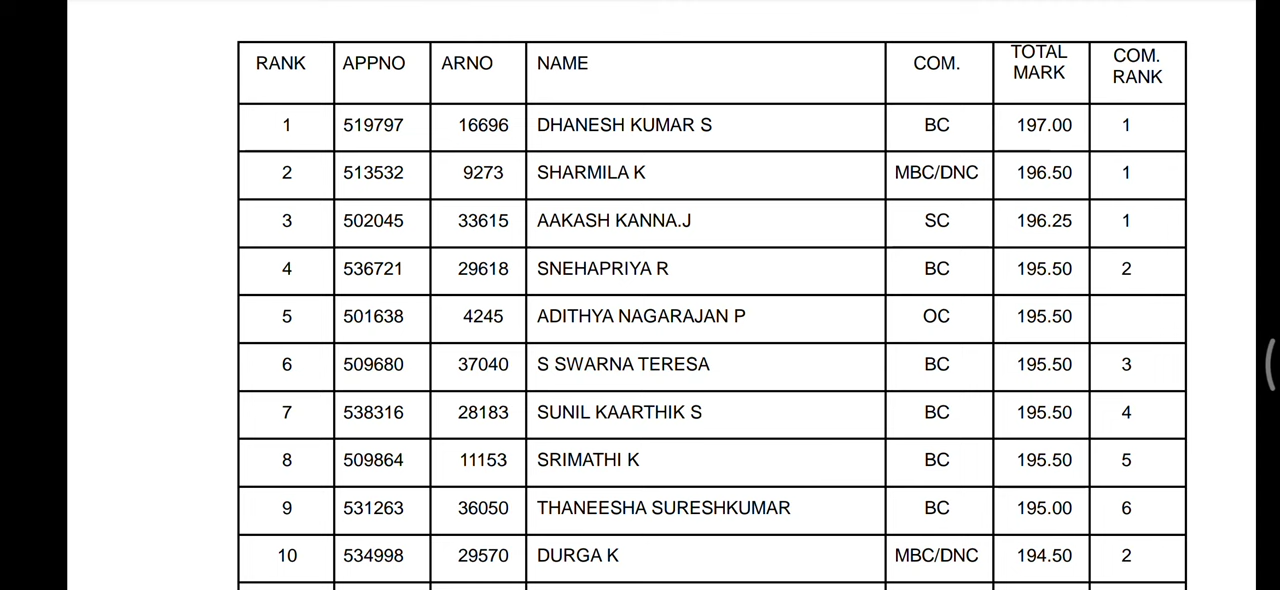 RANK APPNO ARNO NAME COM. TOTAL MARK COM. RANK
1 519797 16696 DHANESH KUMAR S BC 197.00 1
2 513532 9273 SHARMILA K MBC/DNC 196.50 1
3 502045 33615 AAKASH KANNA.J SC 196.25 1
4 536721 29618 SNEHAPRIYA R BC 195.50 2
5 501638 4245 ADITHYA NAGARAJAN P OC 195.50
6 509680 37040 S SWARNA TERESA BC 195.50 3
7 538316 28183 SUNIL KAARTHIK S BC 195.50 4
8 509864 11153 SRIMATHI K BC 195.50 5
9 531263 36050 THANEESHA SURESHKUMAR BC 195.00 6
10 534998 29570 DURGA K MBC/DNC 194.50 2